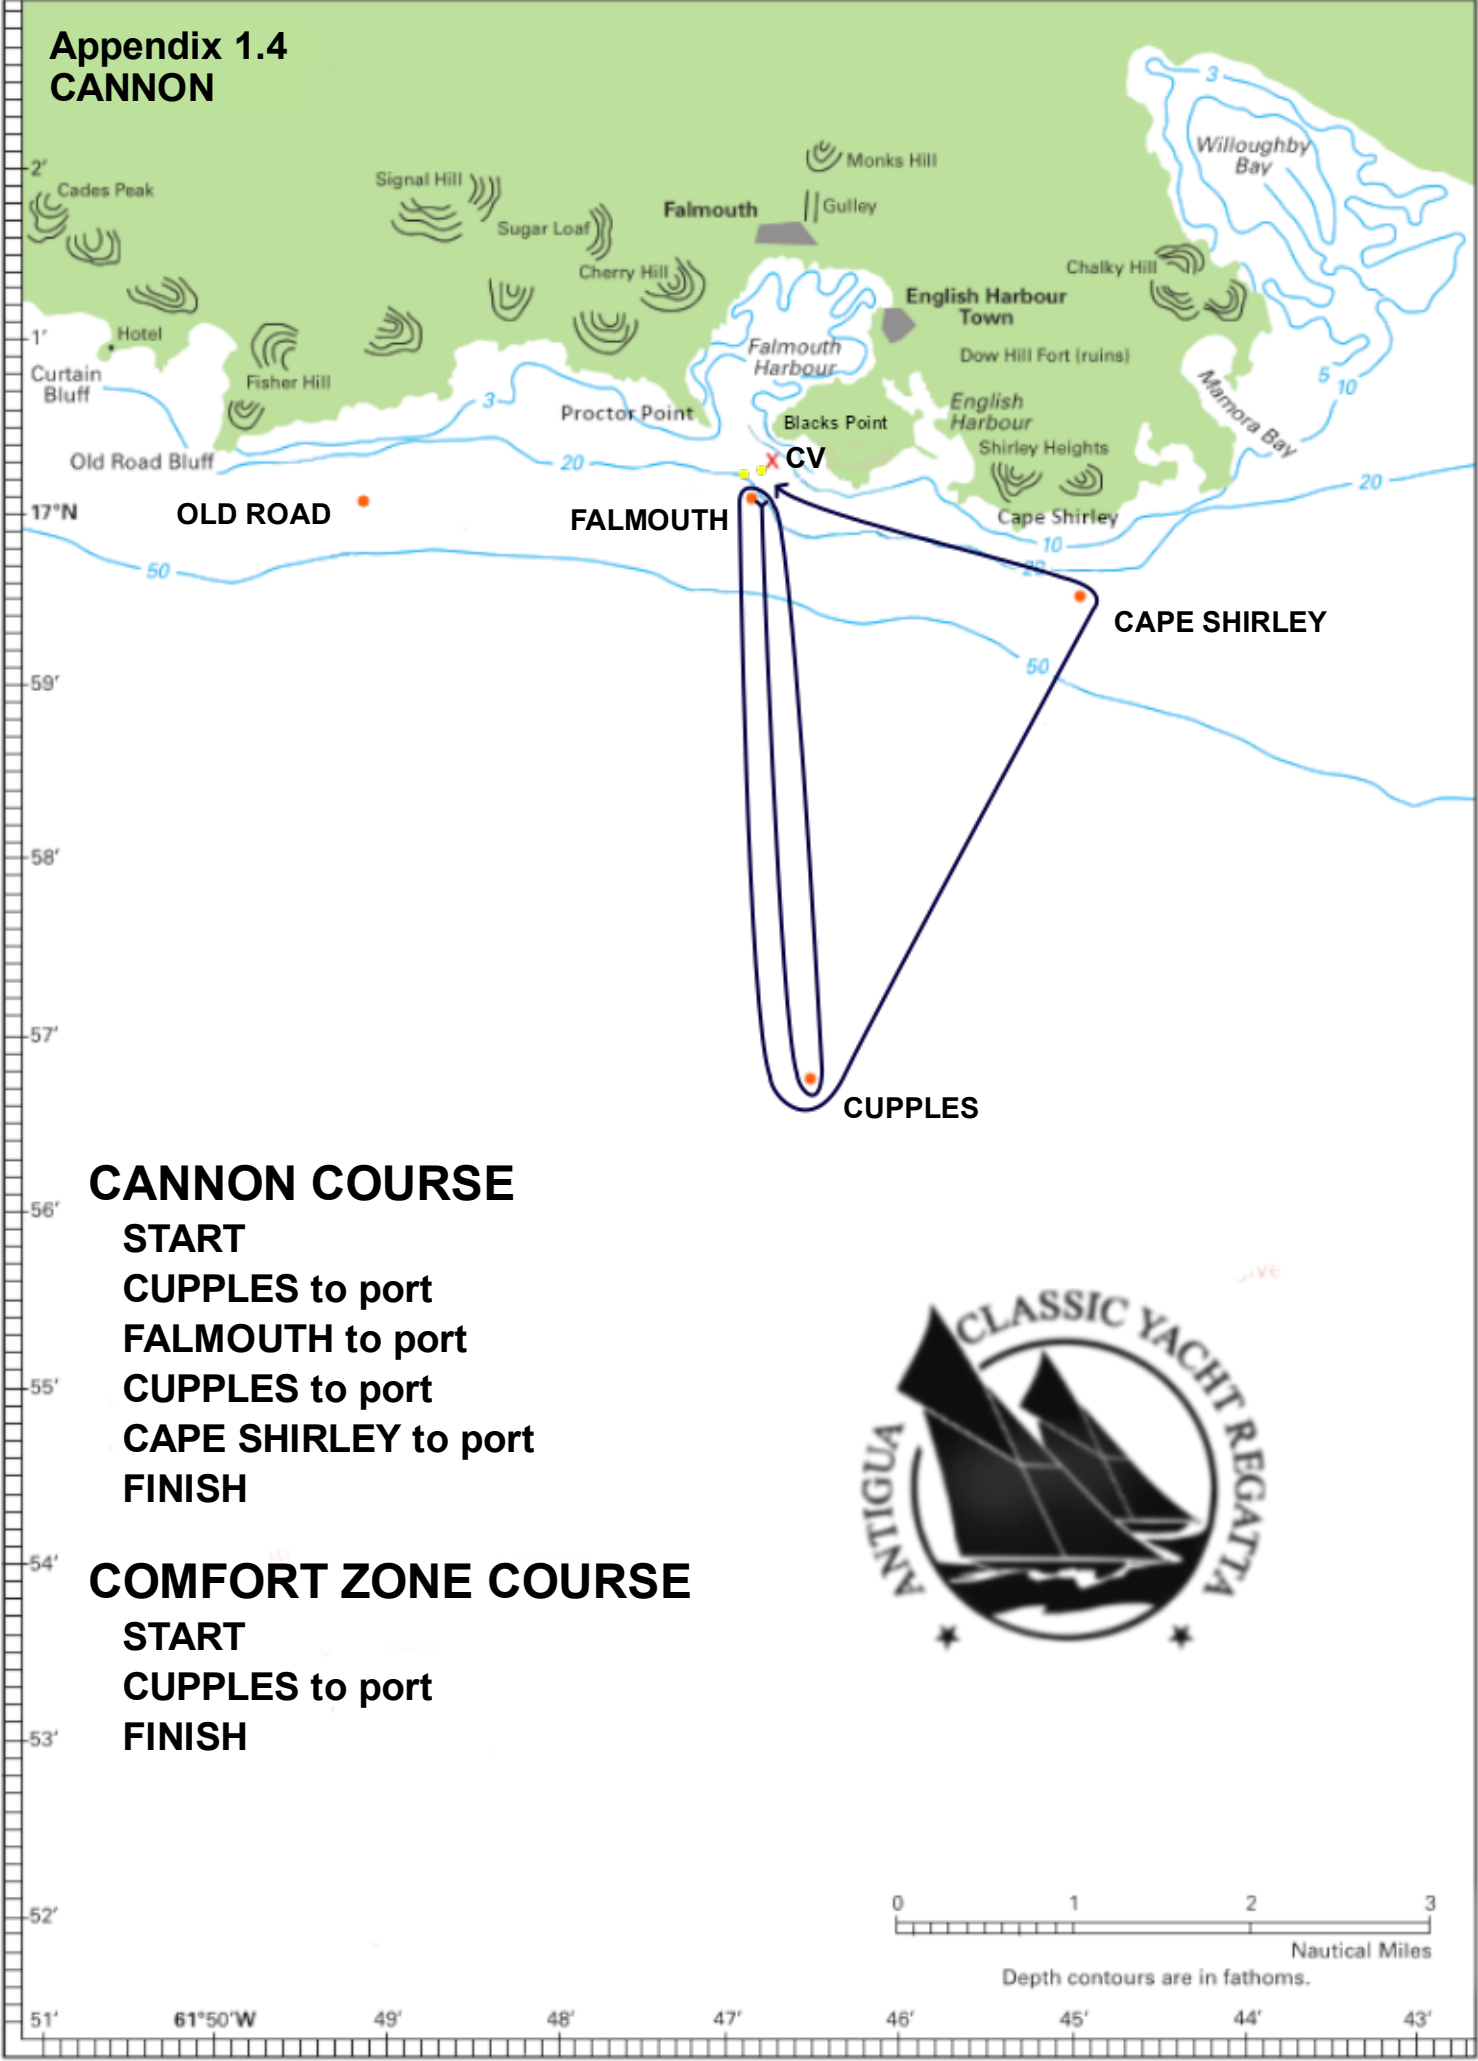 Appendix 1.4
CANNON
3
Willoughby
Bay
Monks Hill
2'
Cades Peak
Signal Hill
Falmouth
Gulley
Sugar Loaf
Cherry Hill
Chalky Hill
English Harbour
Town
1'
Hotel
Falmouth
Harbour
Dow Hill Fort (ruins)
Curtain
Bluff
Fisher Hill
5
10
Mamora Bay
3
Proctor Point
English
Harbour
Blacks Point
Shirley Heights
Old Road Bluff
20
CV
20
17°N
OLD ROAD
FALMOUTH
Cape Shirley
10
20
50
CAPE SHIRLEY
50
59'
58'
57'
CUPPLES
CANNON COURSE
56'
START
CUPPLES to port
FALMOUTH to port
55'
CUPPLES to port
CAPE SHIRLEY to port
FINISH
ANTIGUA CLASSIC YACHT REGATTA
54'
COMFORT ZONE COURSE
START
CUPPLES to port
53'
FINISH
52'
0 1 2 3
Nautical Miles
Depth contours are in fathoms.
51' 61°50'W 49' 48' 47' 46' 45' 44' 43'